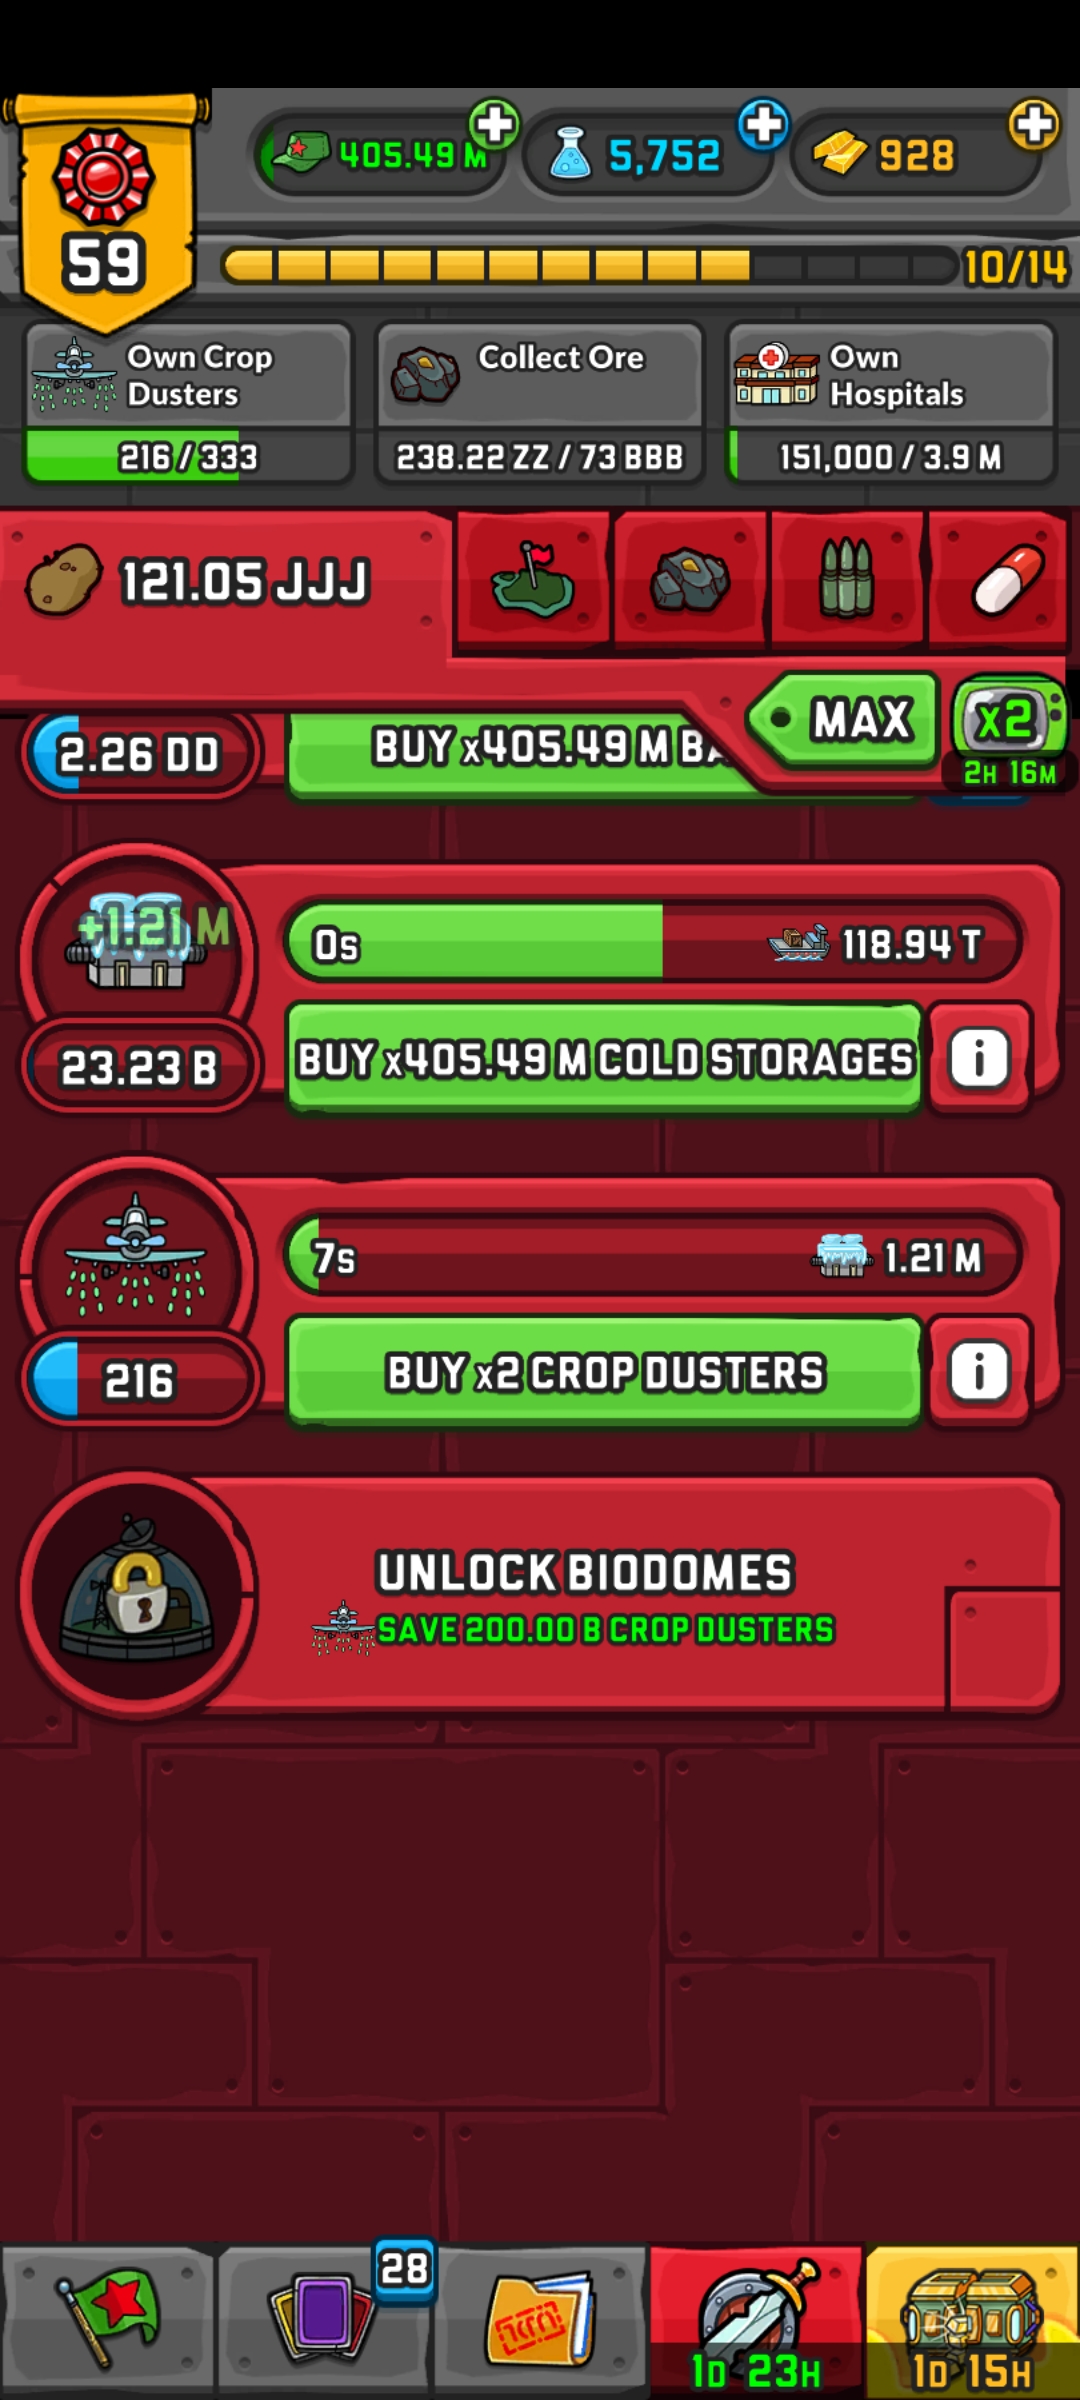 405.49 M
5,752
928
59
10/14
Own Crop
Dusters
Collect Ore
Own
Hospitals
216 / 333
238.22 ZZ / 73 BBB
151,000 / 3.9 M
121.05 JJJ
MAX
x2
2H 16M
2.26 DD
BUY x405.49 M BA
+1.21 M
0s
118.94 T
23.23 B
BUY x405.49 M COLD STORAGES
i
7s
1.21 M
216
BUY x2 CROP DUSTERS
i
UNLOCK BIODOMES
SAVE 200.00 B CROP DUSTERS
28
1D 23H
1D 15H